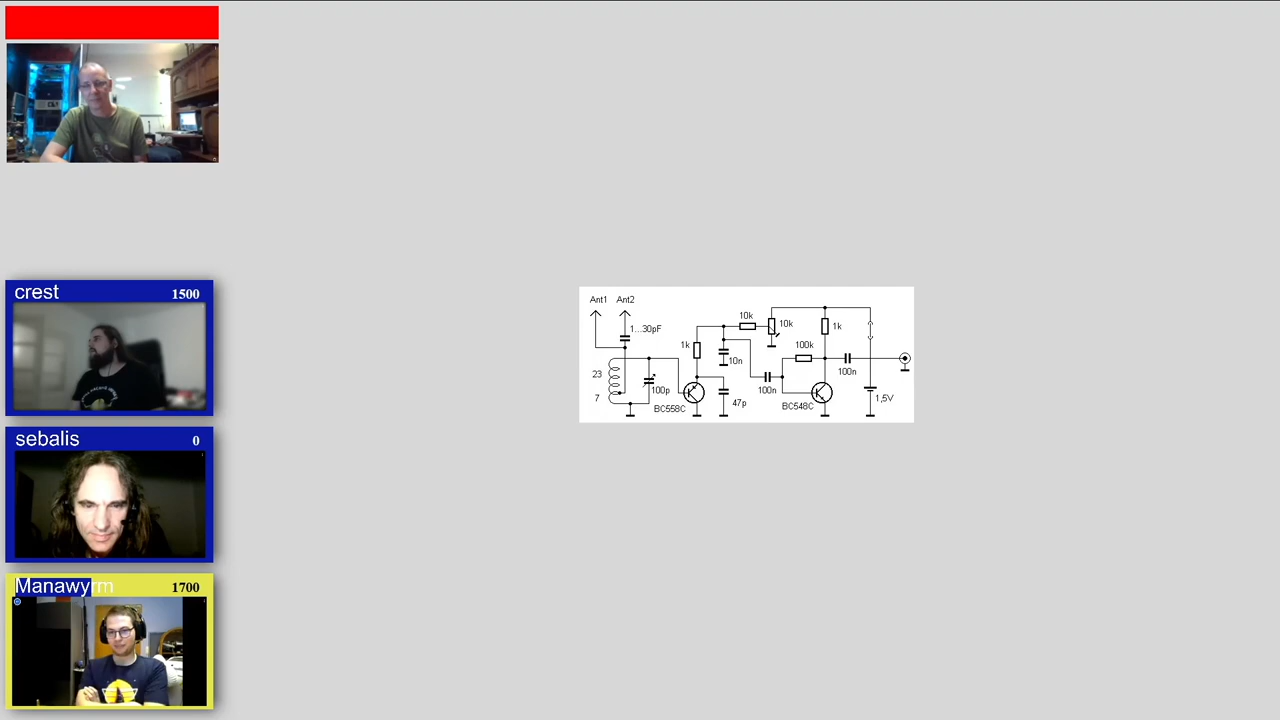 crest 1500
sebalis 0
Manawyrm 1700
Ant1 Ant2
1...30pF
23
7
100p
1k
BC558C
10k
10n
47p
10k
100n
100k
BC548C
1k
100n
1,5V